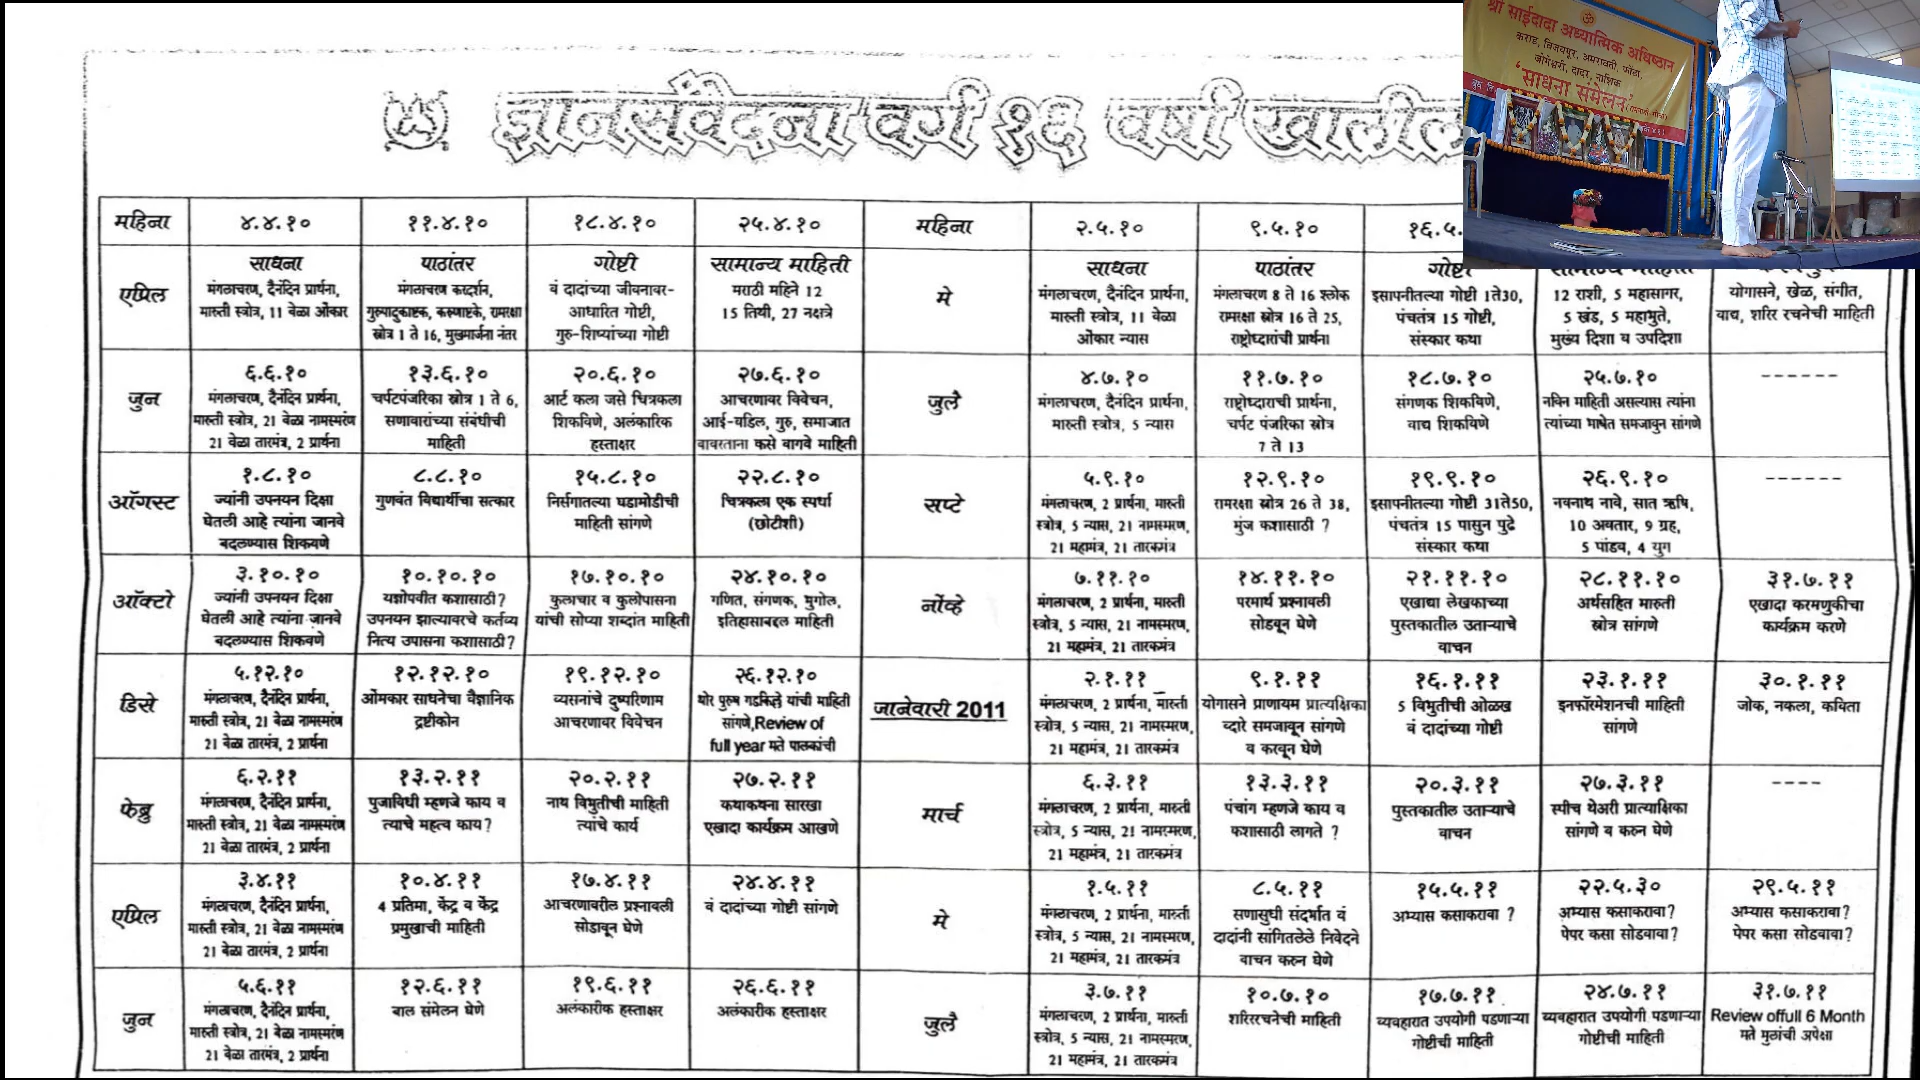 श्री साईदादा अध्यात्मिक अधिष्ठान
कराड, विजयपूर, अमरावती, फोंडा,
जोगेश्वरी, दादर, नाशिक
'साधना संमेलन'
ज्ञानसंवेदना वर्ग १६ वर्षा खालील
महिना ४.४.१० ११.४.१० १८.४.१० २५.४.१० महिना २.५.१० ९.५.१० १६.५.
एप्रिल
साधना
मंगलाचरण, दैनंदिन प्रार्थना,
मारुती स्त्रोत्र, 11 वेळा ओंकार
पाठांतर
मंगलाचरण करदर्शन,
गुरुपादुकाष्टक, करुणाष्टके, रामरक्षा
स्त्रोत्र 1 ते 16, मुखमार्जना नंतर
गोष्टी
वं दादांच्या जीवनावर-
आधारित गोष्टी,
गुरु-शिष्यांच्या गोष्टी
सामान्य माहिती
मराठी महिने 12
15 तिथी, 27 नक्षत्रे
मे
साधना
मंगलाचरण, दैनंदिन प्रार्थना,
मारुती स्त्रोत्र, 11 वेळा
ओंकार न्यास
पाठांतर
मंगलाचरण 8 ते 16 श्लोक
रामरक्षा स्त्रोत्र 16 ते 25,
राष्ट्रोध्दारांची प्रार्थना
गोष्टी
इसापनीतल्या गोष्टी 1ते30,
पंचतंत्र 15 गोष्टी,
संस्कार कथा
सामान्य माहिती
12 राशी, 5 महासागर,
5 खंड, 5 महाभुते,
मुख्य दिशा व उपदिशा
योगासने, खेळ, संगीत,
वाद्य, शरिर रचनेची माहिती
जुन
६.६.१०
मंगलाचरण, दैनंदिन प्रार्थना,
मारुती स्त्रोत्र, 21 वेळा नामस्मरण
21 वेळा तारमंत्र, 2 प्रार्थना
१३.६.१०
चर्पटपंजरिका स्त्रोत्र 1 ते 6,
सणावारांच्या संबंधीची
माहिती
२०.६.१०
आर्ट कला जसे चित्रकला
शिकविणे, अलंकारिक
हस्ताक्षर
२७.६.१०
आचरणावर विवेचन,
आई-वडिल, गुरु, समाजात
वावरताना कसे वागवे माहिती
जुलै
४.७.१०
मंगलाचरण, दैनंदिन प्रार्थना,
मारुती स्त्रोत्र, 5 न्यास
११.७.१०
राष्ट्रोध्दाराची प्रार्थना,
चर्पट पंजरिका स्त्रोत्र
7 ते 13
१८.७.१०
संगणक शिकविणे,
वाद्य शिकविणे
२५.७.१०
नविन माहिती असल्यास त्यांना
त्यांच्या भाषेत समजावुन सांगणे
------
ऑगस्ट
१.८.१०
ज्यांनी उपनयन दिक्षा
घेतली आहे त्यांना जानवे
बदलण्यास शिकवणे
८.८.१०
गुणवंत विद्यार्थीचा सत्कार
१५.८.१०
निर्सगातल्या घडामोडीची
माहिती सांगणे
२२.८.१०
चित्रकला एक स्पर्धा
(छोटीशी)
सप्टे
५.९.१०
मंगलाचरण, 2 प्रार्थना, मारुती
स्त्रोत्र, 5 न्यास, 21 नामस्मरण,
21 महामंत्र, 21 तारकमंत्र
१२.९.१०
रामरक्षा स्त्रोत्र 26 ते 38,
मुंज कशासाठी ?
१९.९.१०
इसापनीतल्या गोष्टी 31ते50,
पंचतंत्र 15 पासुन पुढे
संस्कार कथा
२६.९.१०
नवनाथ नावे, सात ऋषि,
10 अवतार, 9 ग्रह,
5 पांडव, 4 युग
------
ऑक्टो
३.१०.१०
ज्यांनी उपनयन दिक्षा
घेतली आहे त्यांना जानवे
बदलण्यास शिकवणे
१०.१०.१०
यज्ञोपवीत कशासाठी?
उपनयन झाल्यावरचे कर्तव्य
नित्य उपासना कशासाठी?
१७.१०.१०
कुलाचार व कुलोपासना
यांची सोप्या शब्दांत माहिती
२४.१०.१०
गणित, संगणक, भुगोल,
इतिहासाबद्दल माहिती
नोंव्हे
७.११.१०
मंगलाचरण, 2 प्रार्थना, मारुती
स्त्रोत्र, 5 न्यास, 21 नामस्मरण,
21 महामंत्र, 21 तारकमंत्र
१४.११.१०
परमार्थ प्रश्नावली
सोडवून घेणे
२१.११.१०
एखाद्या लेखकाच्या
पुस्तकातील उताऱ्याचे
वाचन
२८.११.१०
अर्थसहित मारुती
स्त्रोत्र सांगणे
३१.७.११
एखादा करमणुकीचा
कार्यक्रम करणे
डिसे
५.१२.१०
मंगलाचरण, दैनंदिन प्रार्थना,
मारुती स्त्रोत्र, 21 वेळा नामस्मरण
21 वेळा तारमंत्र, 2 प्रार्थना
१२.१२.१०
ओंमकार साधनेचा वैज्ञानिक
द्रष्टीकोन
१९.१२.१०
व्यसनांचे दुष्परिणाम
आचरणावर विवेचन
२६.१२.१०
थोर पुरुष गडकिल्ले यांची माहिती
सांगणे,Review of
full year मते पालकांची
जानेवारी 2011
२.१.११
मंगलाचरण, 2 प्रार्थना, मारुती
स्त्रोत्र, 5 न्यास, 21 नामस्मरण,
21 महामंत्र, 21 तारकमंत्र
९.१.११
योगासने प्राणायम प्रात्यक्षिका
व्दारे समजावून सांगणे
व करवून घेणे
१६.१.११
5 विभुतीची ओळख
वं दादांच्या गोष्टी
२३.१.११
इनफॉरमेशनची माहिती
सांगणे
३०.१.११
जोक, नकला, कविता
फेब्रु
६.२.११
मंगलाचरण, दैनंदिन प्रार्थना,
मारुती स्त्रोत्र, 21 वेळा नामस्मरण
21 वेळा तारमंत्र, 2 प्रार्थना
१३.२.११
पुजाविधी म्हणजे काय व
त्याचे महत्व काय?
२०.२.११
नाथ विभुतीची माहिती
त्यांचे कार्य
२७.२.११
कथाकथना सारखा
एखादा कार्यक्रम आखणे
मार्च
६.३.११
मंगलाचरण, 2 प्रार्थना, मारुती
स्त्रोत्र, 5 न्यास, 21 नामस्मरण,
21 महामंत्र, 21 तारकमंत्र
१३.३.११
पंचांग म्हणजे काय व
कशासाठी लागते ?
२०.३.११
पुस्तकातील उताऱ्याचे
वाचन
२७.३.११
स्पीच थेअरी प्रात्याक्षिका
सांगणे व करुन घेणे
----
एप्रिल
३.४.११
मंगलाचरण, दैनंदिन प्रार्थना,
मारुती स्त्रोत्र, 21 वेळा नामस्मरण
21 वेळा तारमंत्र, 2 प्रार्थना
१०.४.११
4 प्रतिमा, केंद्र व केंद्र
प्रमुखाची माहिती
१७.४.११
आचरणावरील प्रश्नावली
सोडावून घेणे
२४.४.११
वं दादांच्या गोष्टी सांगणे
मे
१.५.११
मंगलाचरण, 2 प्रार्थना, मारुती
स्त्रोत्र, 5 न्यास, 21 नामस्मरण,
21 महामंत्र, 21 तारकमंत्र
८.५.११
सणासुधी संदर्भात वं
दादांनी सांगितलेले निवेदने
वाचन करुन घेणे
१५.५.११
अभ्यास कसाकरावा ?
२२.५.३०
अभ्यास कसाकरावा?
पेपर कसा सोडवावा?
२९.५.११
अभ्यास कसाकरावा?
पेपर कसा सोडवावा?
जुन
५.६.११
मंगलाचरण, दैनंदिन प्रार्थना,
मारुती स्त्रोत्र, 21 वेळा नामस्मरण
21 वेळा तारमंत्र, 2 प्रार्थना
१२.६.११
बाल संमेलन घेणे
१९.६.११
अलंकारीक हस्ताक्षर
२६.६.११
अलंकारीक हस्ताक्षर
जुलै
३.७.११
मंगलाचरण, 2 प्रार्थना, मारुती
स्त्रोत्र, 5 न्यास, 21 नामस्मरण,
21 महामंत्र, 21 तारकमंत्र
१०.७.१०
शरिररचनेची माहिती
१७.७.११
व्यवहारात उपयोगी पडणाऱ्या
गोष्टीची माहिती
२४.७.११
व्यवहारात उपयोगी पडणाऱ्या
गोष्टीची माहिती
३१.७.११
Review offull 6 Month
मते मुलांची अपेक्षा